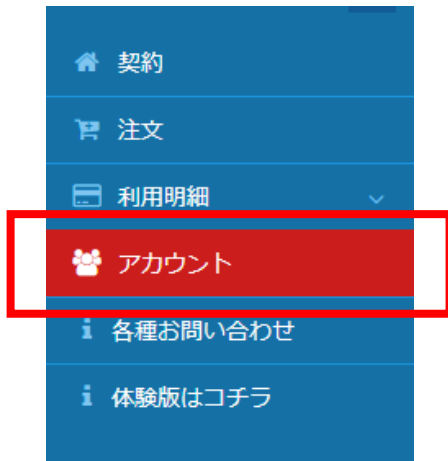 契約
注文
利用明細
アカウント
各種お問い合わせ
体験版はコチラ